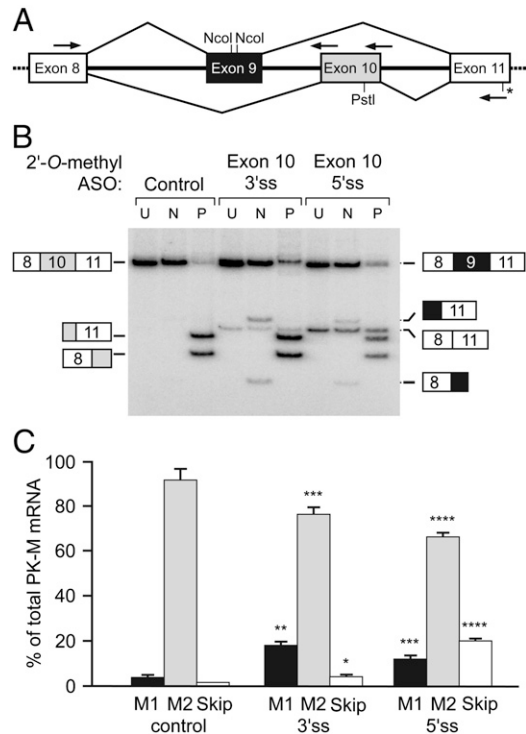 A
NcoI NcoI
Exon 8
Exon 9
Exon 10
Exon 11
PstI
*
B
2'-O-methyl
ASO:
Control
Exon 10
3'ss
Exon 10
5'ss
U N P U N P U N P
8 10 11
8 9 11
11
11
8 11
8
8
C
% of total PK-M mRNA
100
80
60
40
20
0
**
***
*
***
****
****
M1 M2 Skip
control
M1 M2 Skip
3'ss
M1 M2 Skip
5'ss